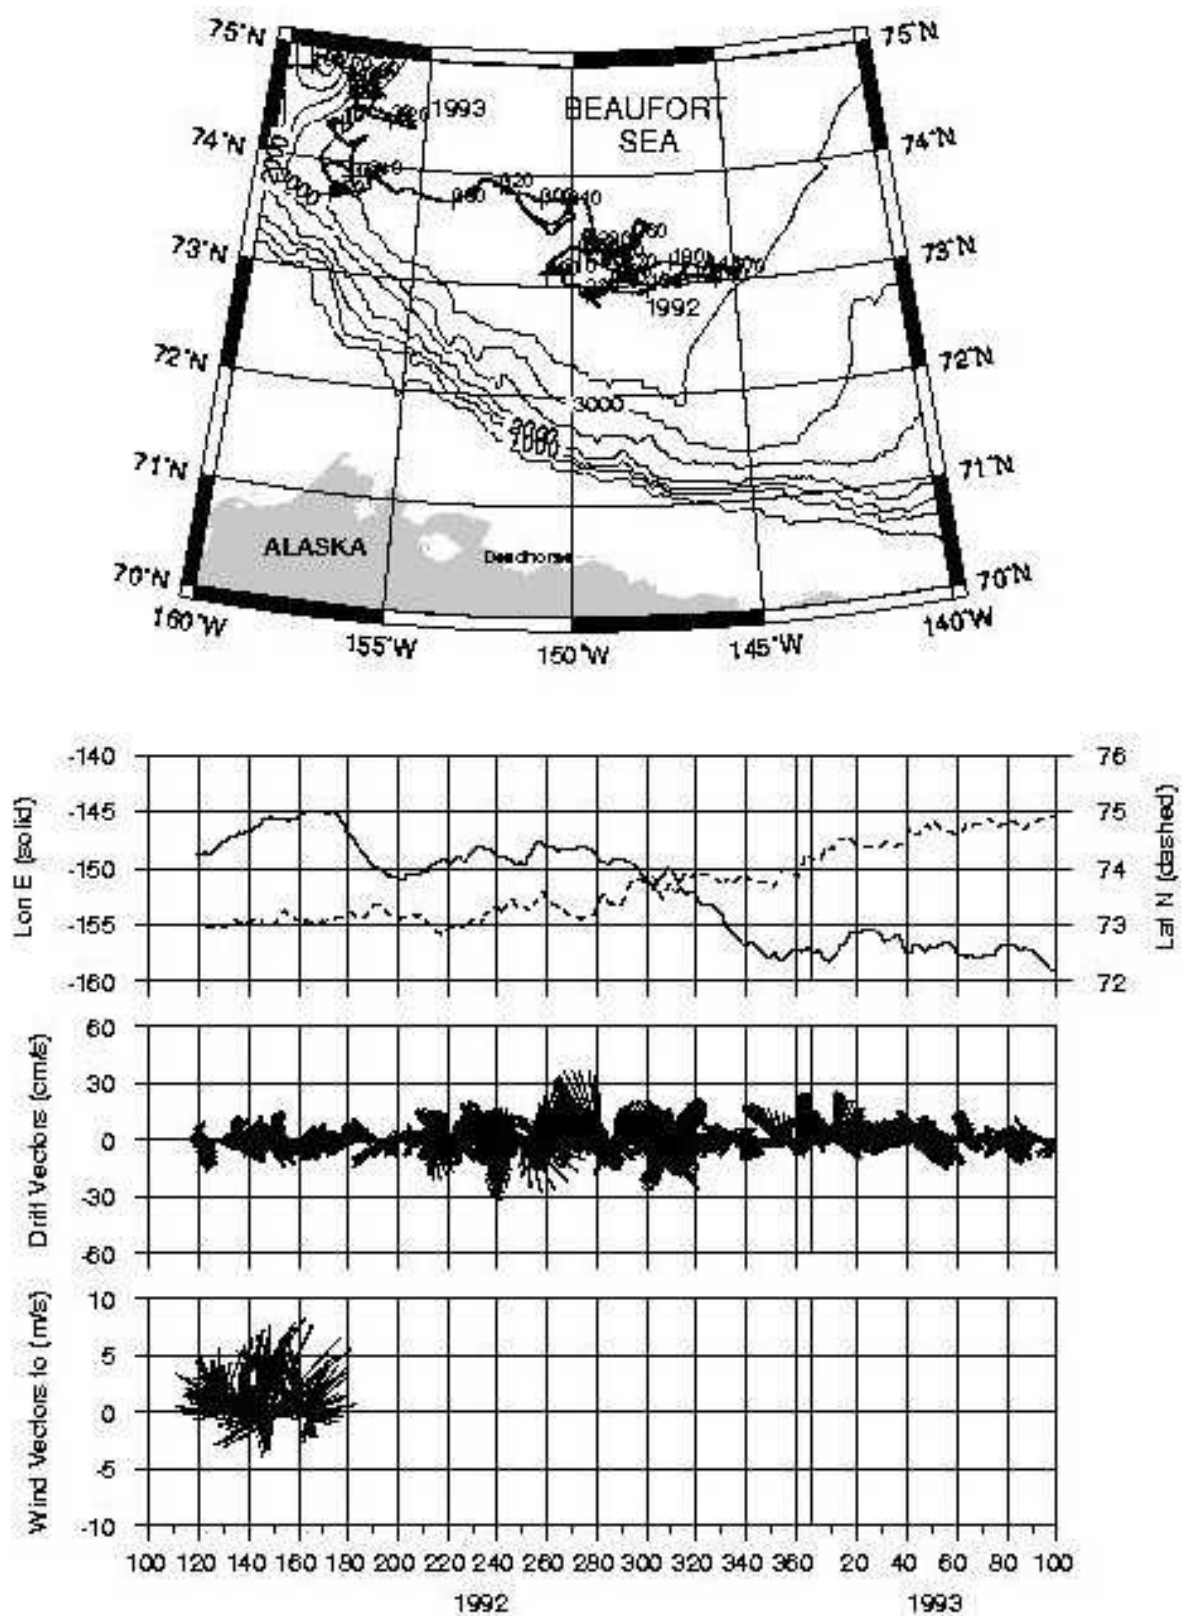 75°N
75°N
1993
BEAUFORT
SEA
74°N
74°N
73°N
73°N
1992
72°N
72°N
3000
71°N
71°N
ALASKA
Deadhorse
70°N
70°N
160°W
155°W
150°W
145°W
140°W
Lon E (solid)
-140
-145
-150
-155
-160
76
75
74
73
72
Lat N (dashed)
Drift Vectors (cm/s)
60
30
0
-30
-60
Wind Vectors to (m/s)
10
5
0
-5
-10
100 120 140 160 180 200 220 240 260 280 300 320 340 360 20 40 60 80 100
1992
1993